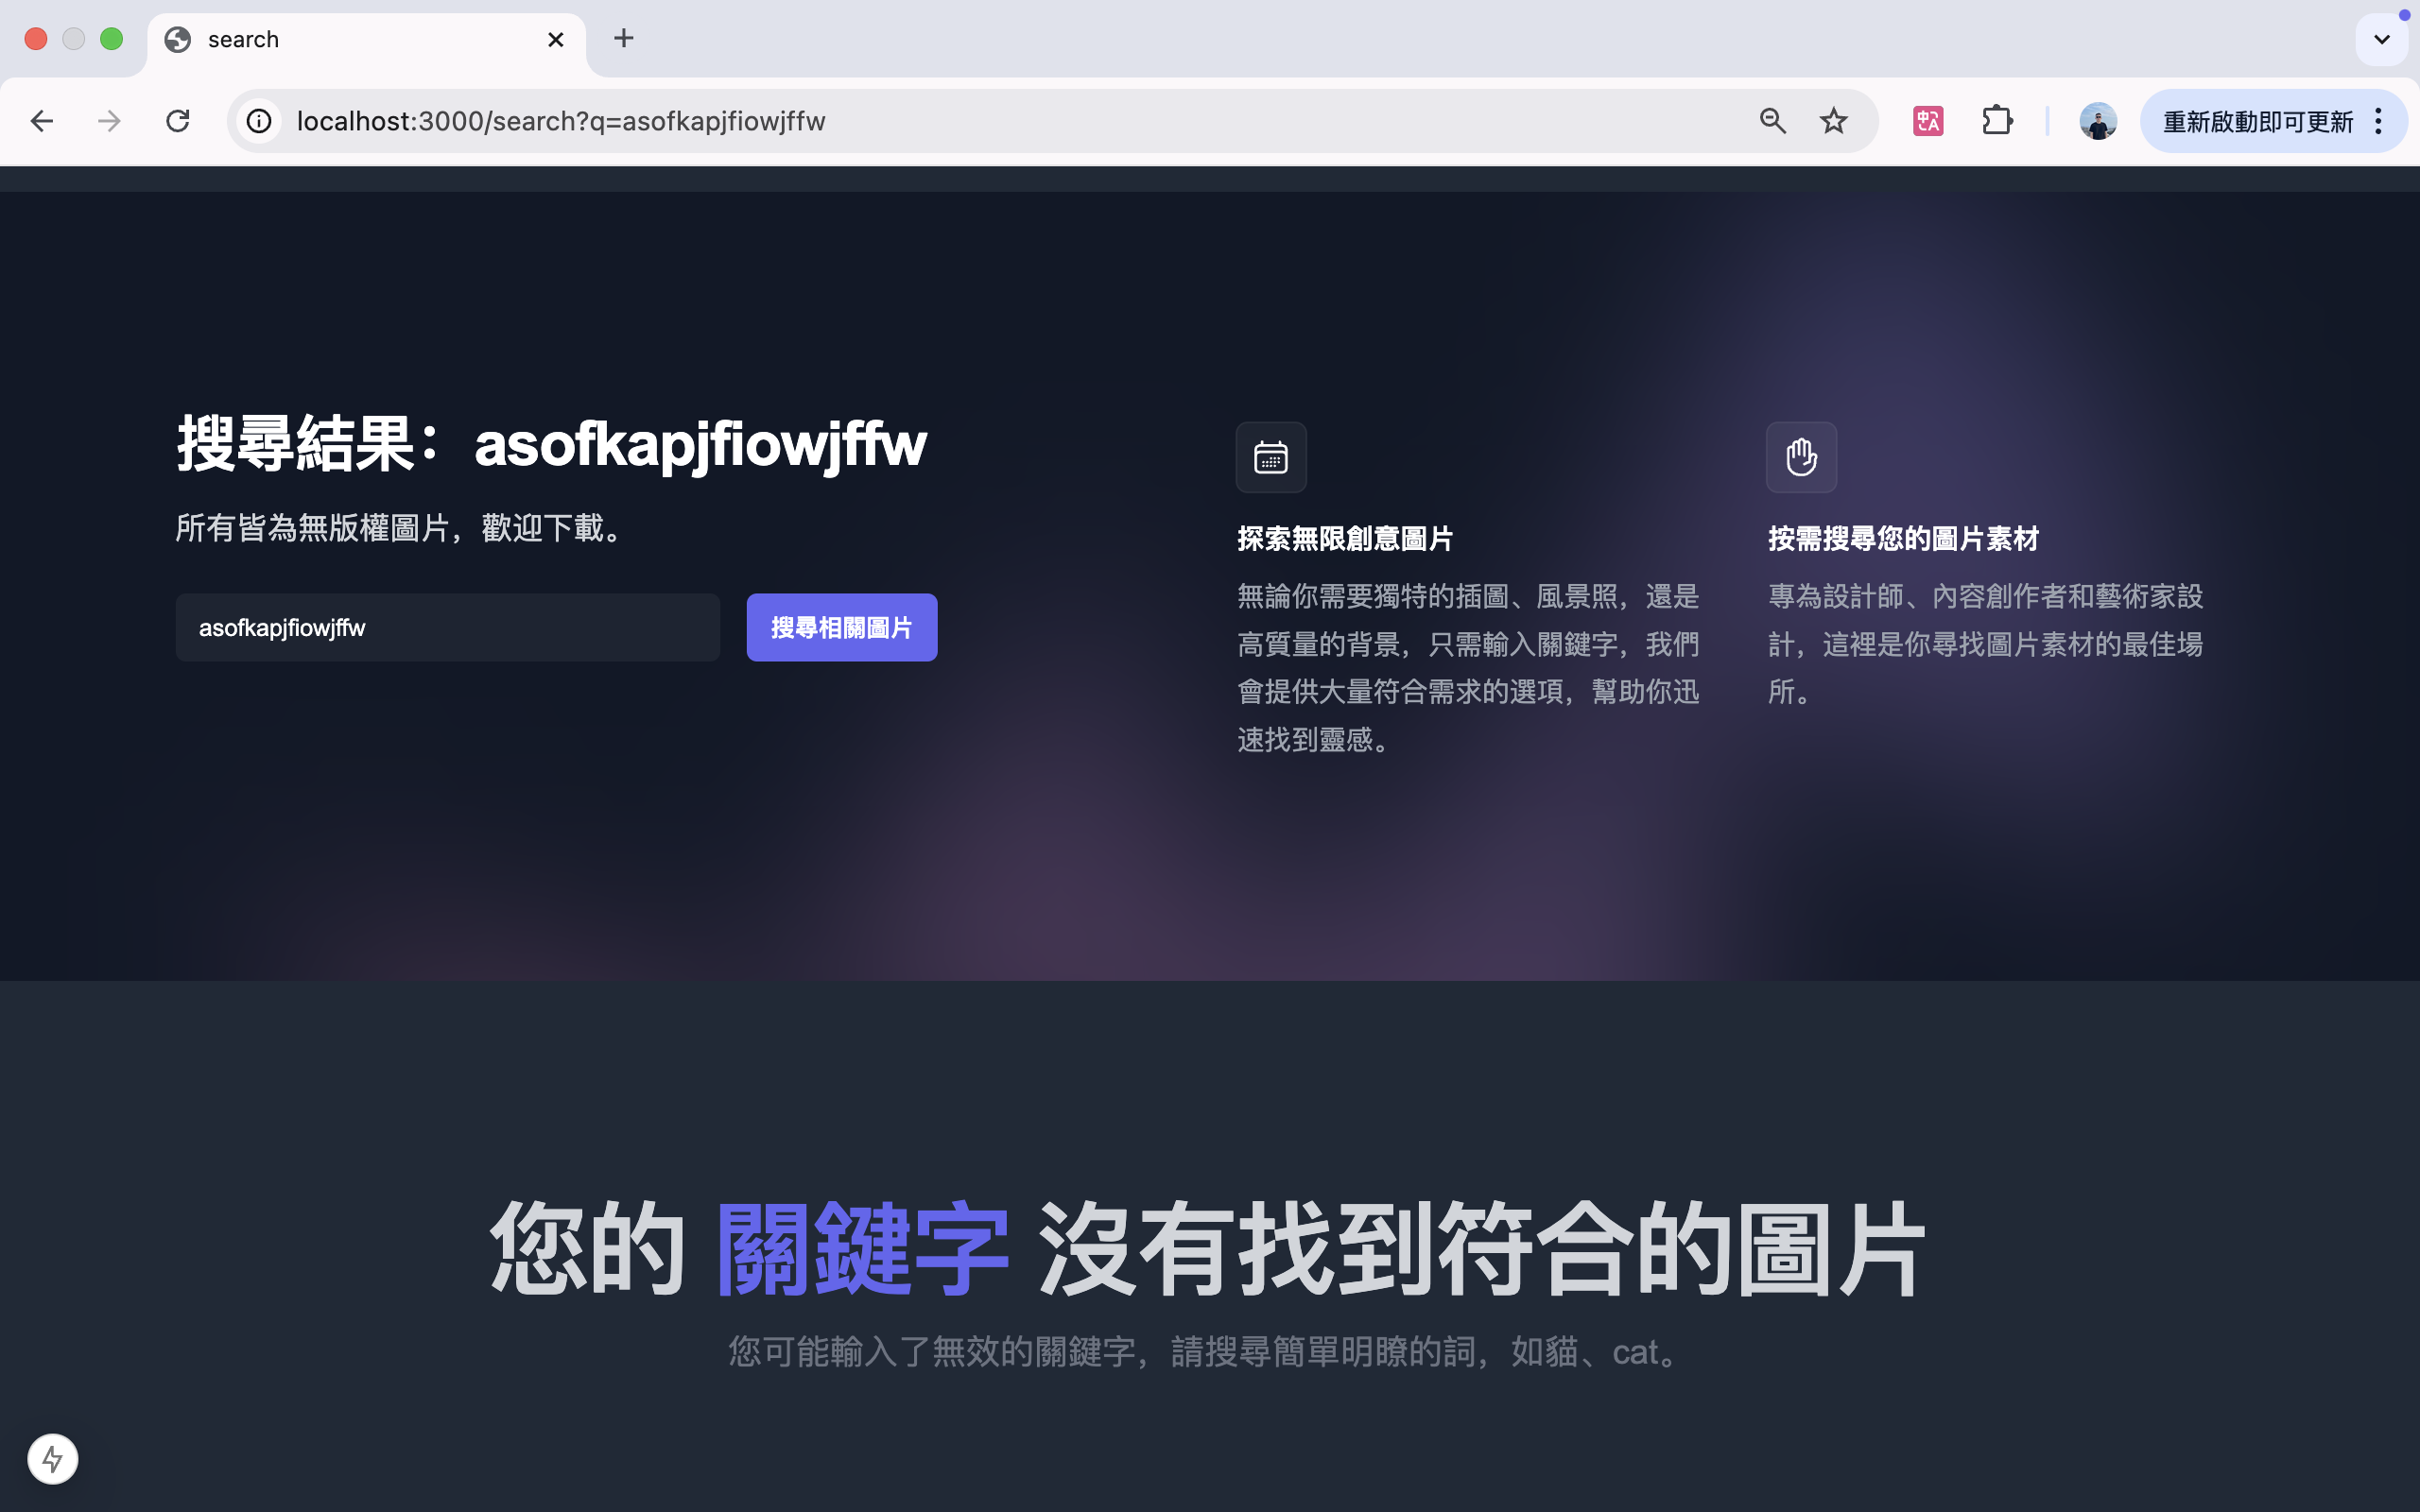 search
localhost:3000/search?q=asofkapjfiowjffw
重新啟動即可更新
搜尋結果：asofkapjfiowjffw
所有皆為無版權圖片，歡迎下載。
asofkapjfiowjffw
搜尋相關圖片
探索無限創意圖片
無論你需要獨特的插圖、風景照，還是
高質量的背景，只需輸入關鍵字，我們
會提供大量符合需求的選項，幫助你迅
速找到靈感。
按需搜尋您的圖片素材
專為設計師、內容創作者和藝術家設
計，這裡是你尋找圖片素材的最佳場
所。
您的 關鍵字 沒有找到符合的圖片
您可能輸入了無效的關鍵字，請搜尋簡單明瞭的詞，如貓、cat。